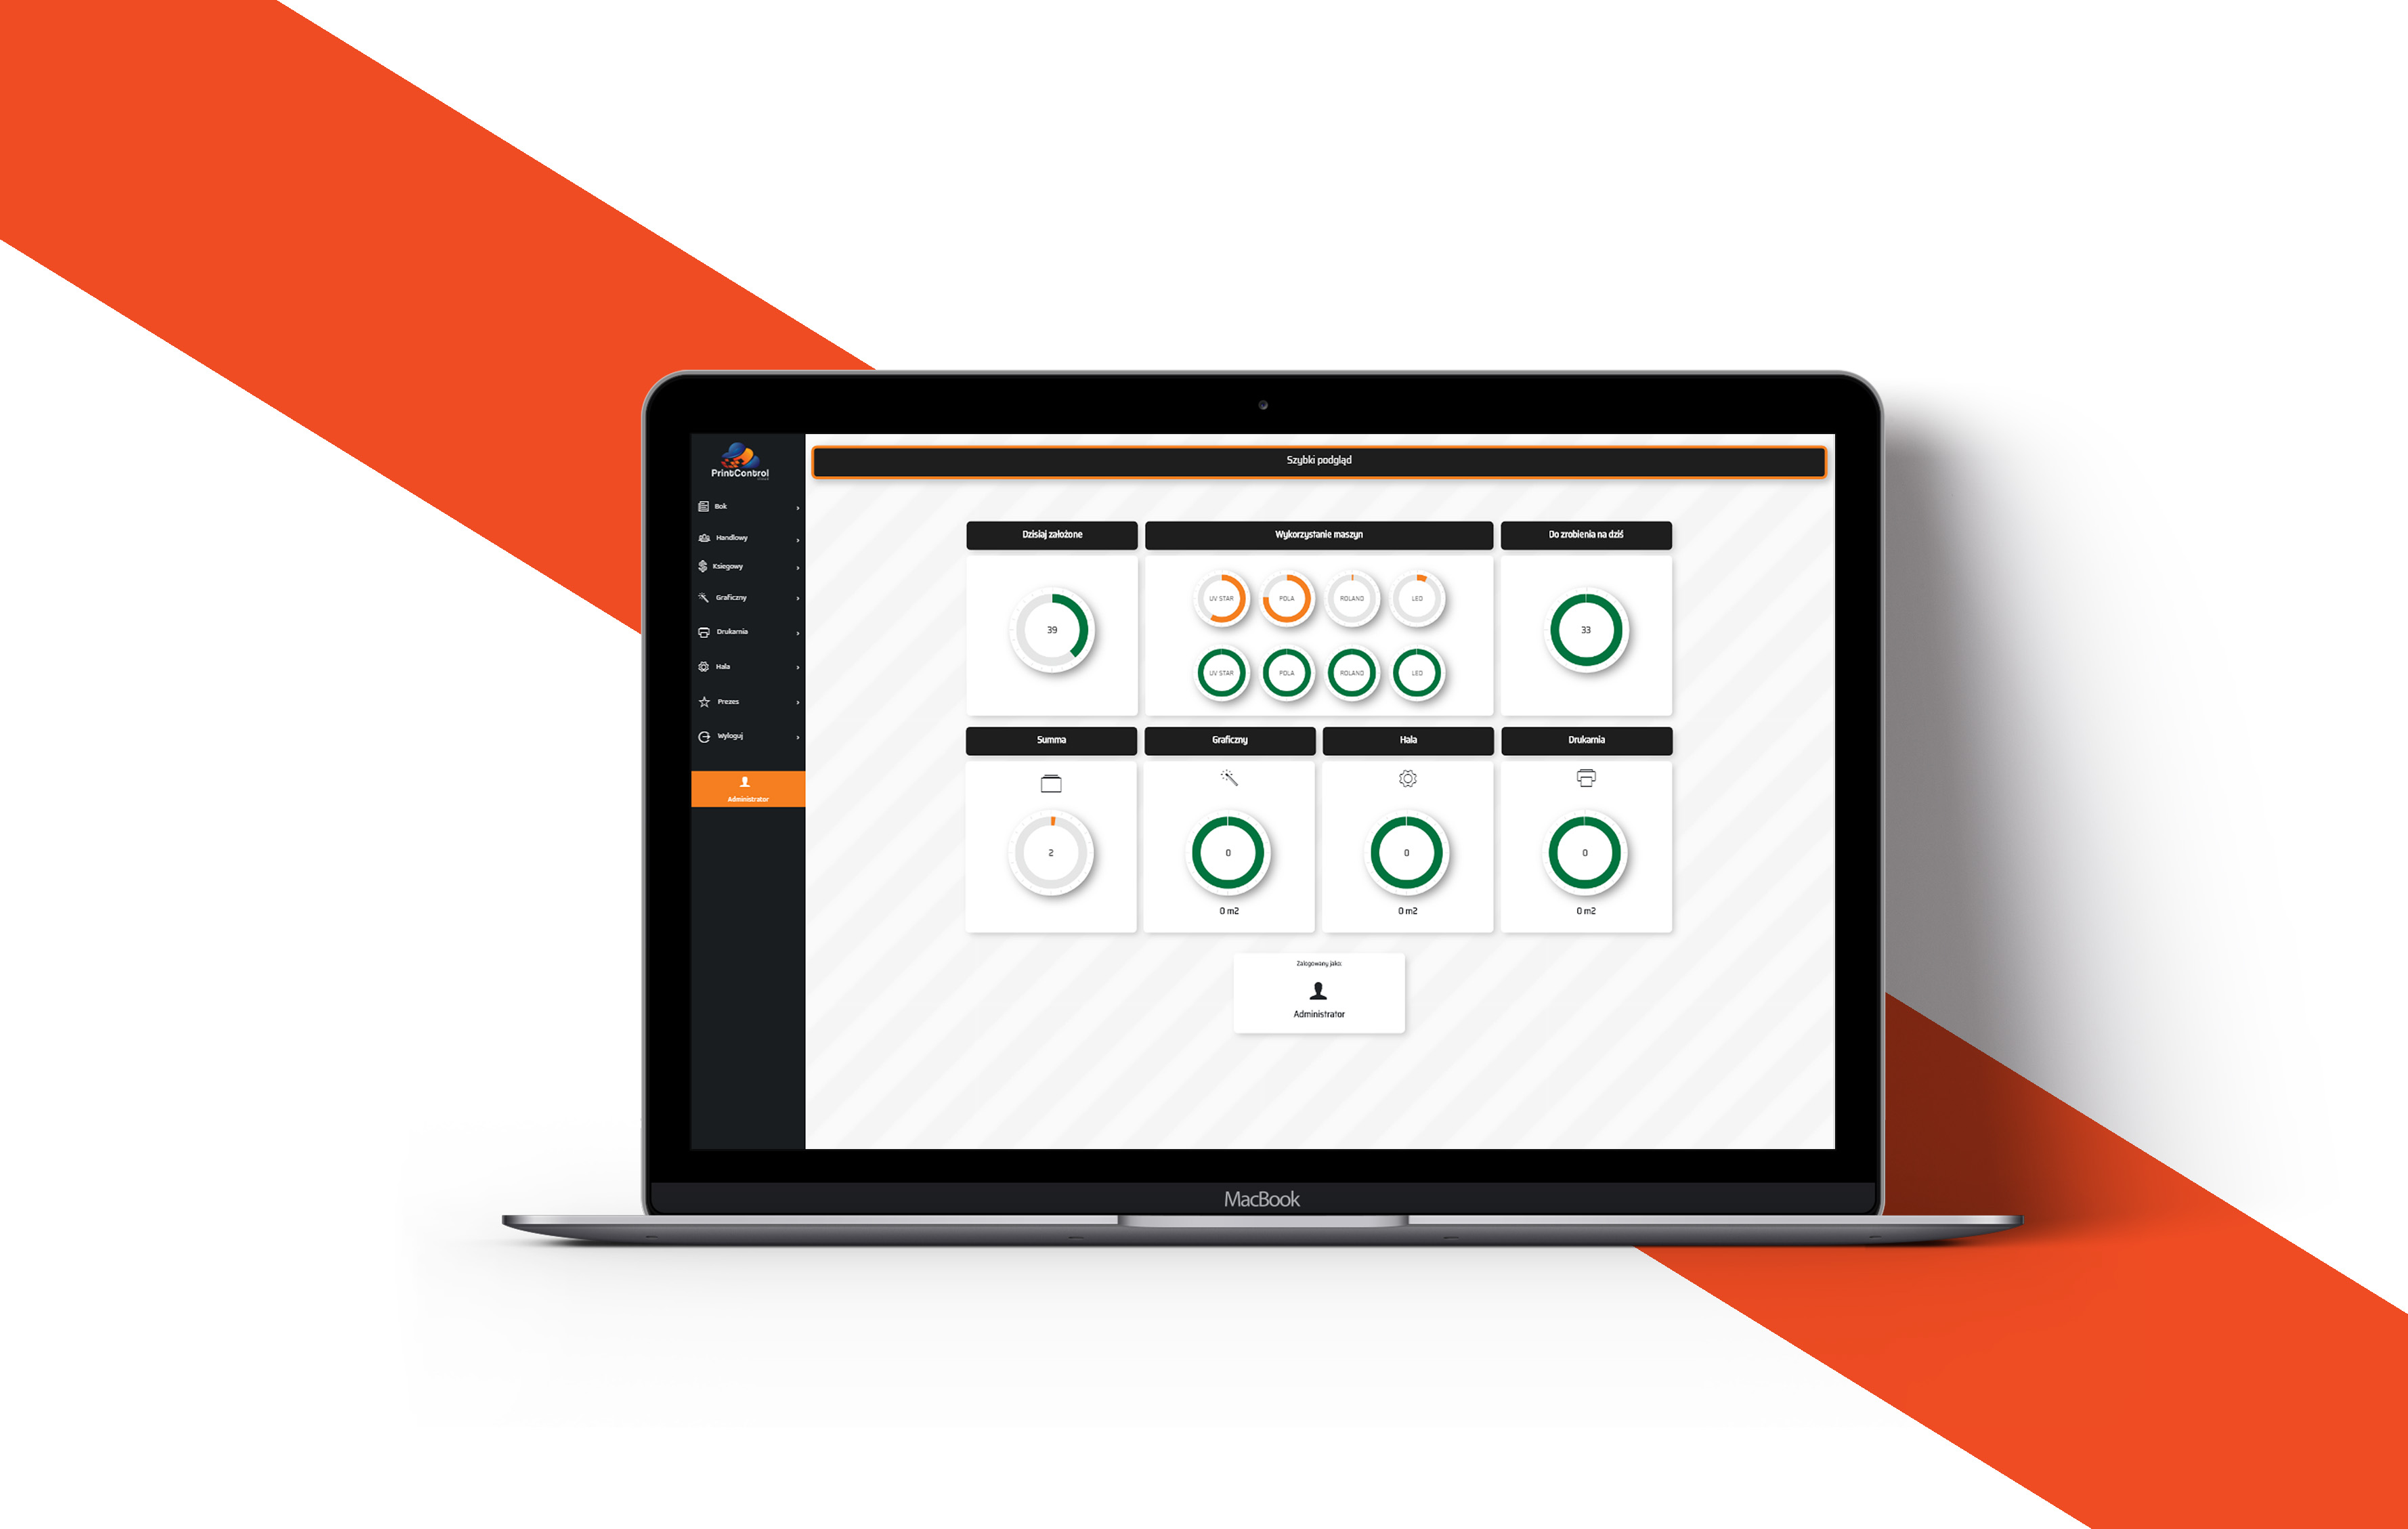 PrintControl
Bok
Handlowy
Ksiegowy
Graficzny
Drukarnia
Hala
Prezes
Wyloguj
Administrator
Szybki podgląd
Dzisiaj założone
Wykorzystanie maszyn
Do zrobienia na dziś
39
UV STAR
POLA
ROLAND
LED
UV STAR
POLA
ROLAND
LED
33
Summa
Graficzny
Hala
Drukarnia
2
0
0
0
0 m2
0 m2
0 m2
Zalogowany jako:
Administrator
MacBook